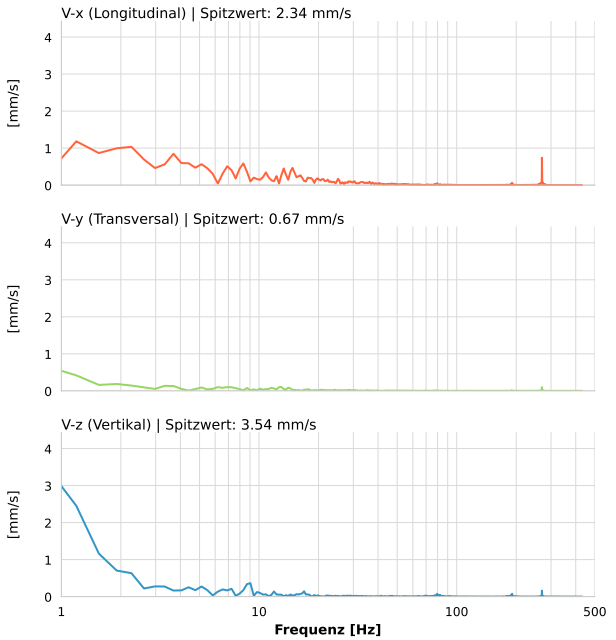 V-x (Longitudinal) | Spitzwert: 2.34 mm/s
[mm/s]
4
3
2
1
0
V-y (Transversal) | Spitzwert: 0.67 mm/s
[mm/s]
4
3
2
1
0
V-z (Vertikal) | Spitzwert: 3.54 mm/s
[mm/s]
4
3
2
1
0
1 10 100 500
Frequenz [Hz]